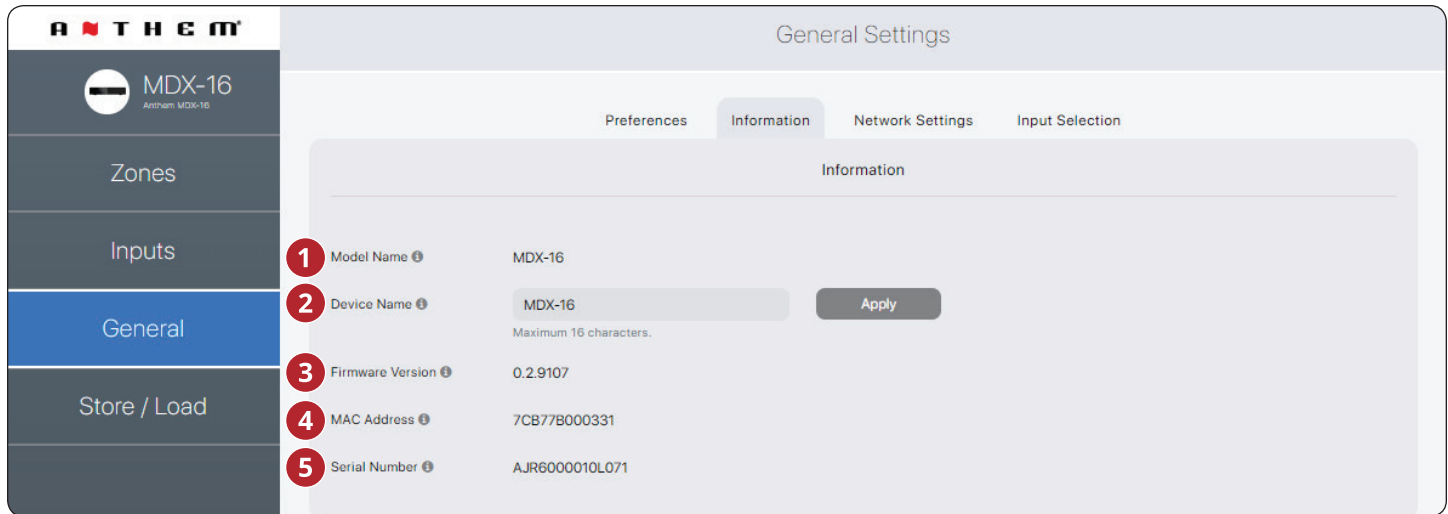 ANTHEM
General Settings
MDX-16
Anthem MDX-16
Preferences Information Network Settings Input Selection
Zones
Information
Inputs
1 Model Name MDX-16
2 Device Name MDX-16 Apply
Maximum 16 characters.
General
3 Firmware Version 0.2.9107
Store / Load
4 MAC Address 7CB77B000331
5 Serial Number AJR6000010L071